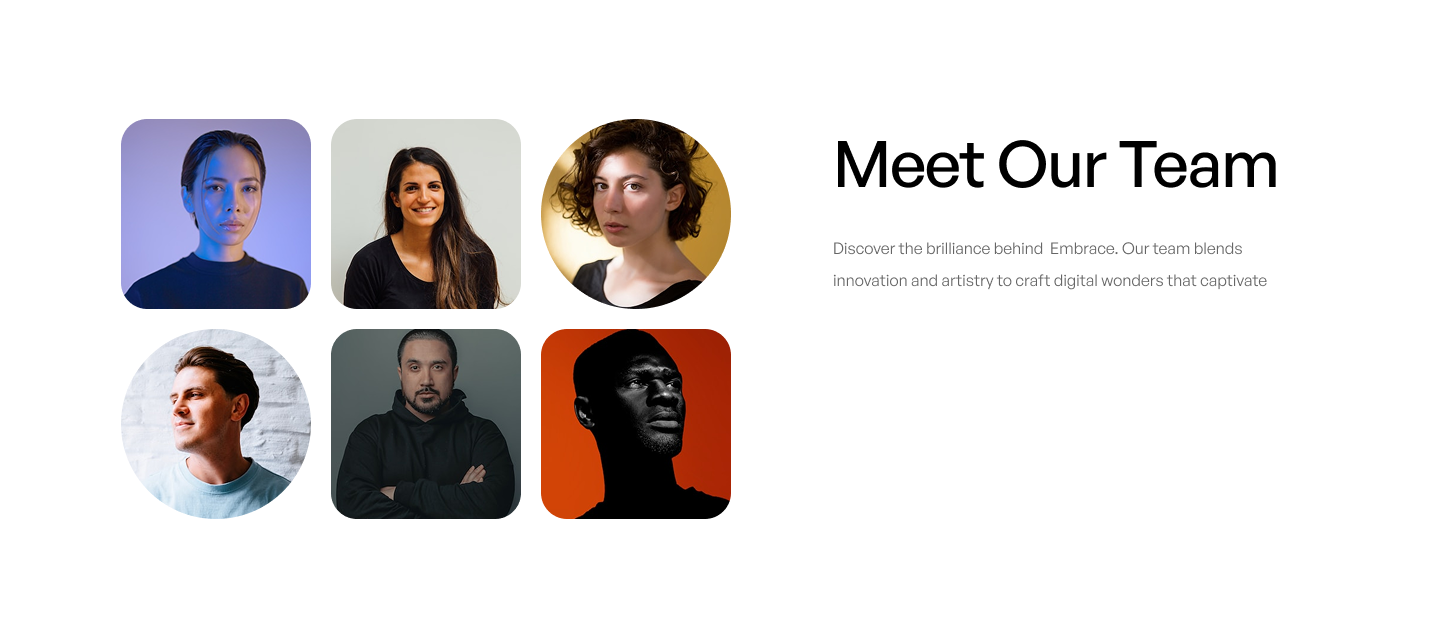 Meet Our Team
Discover the brilliance behind  Embrace. Our team blends
innovation and artistry to craft digital wonders that captivate